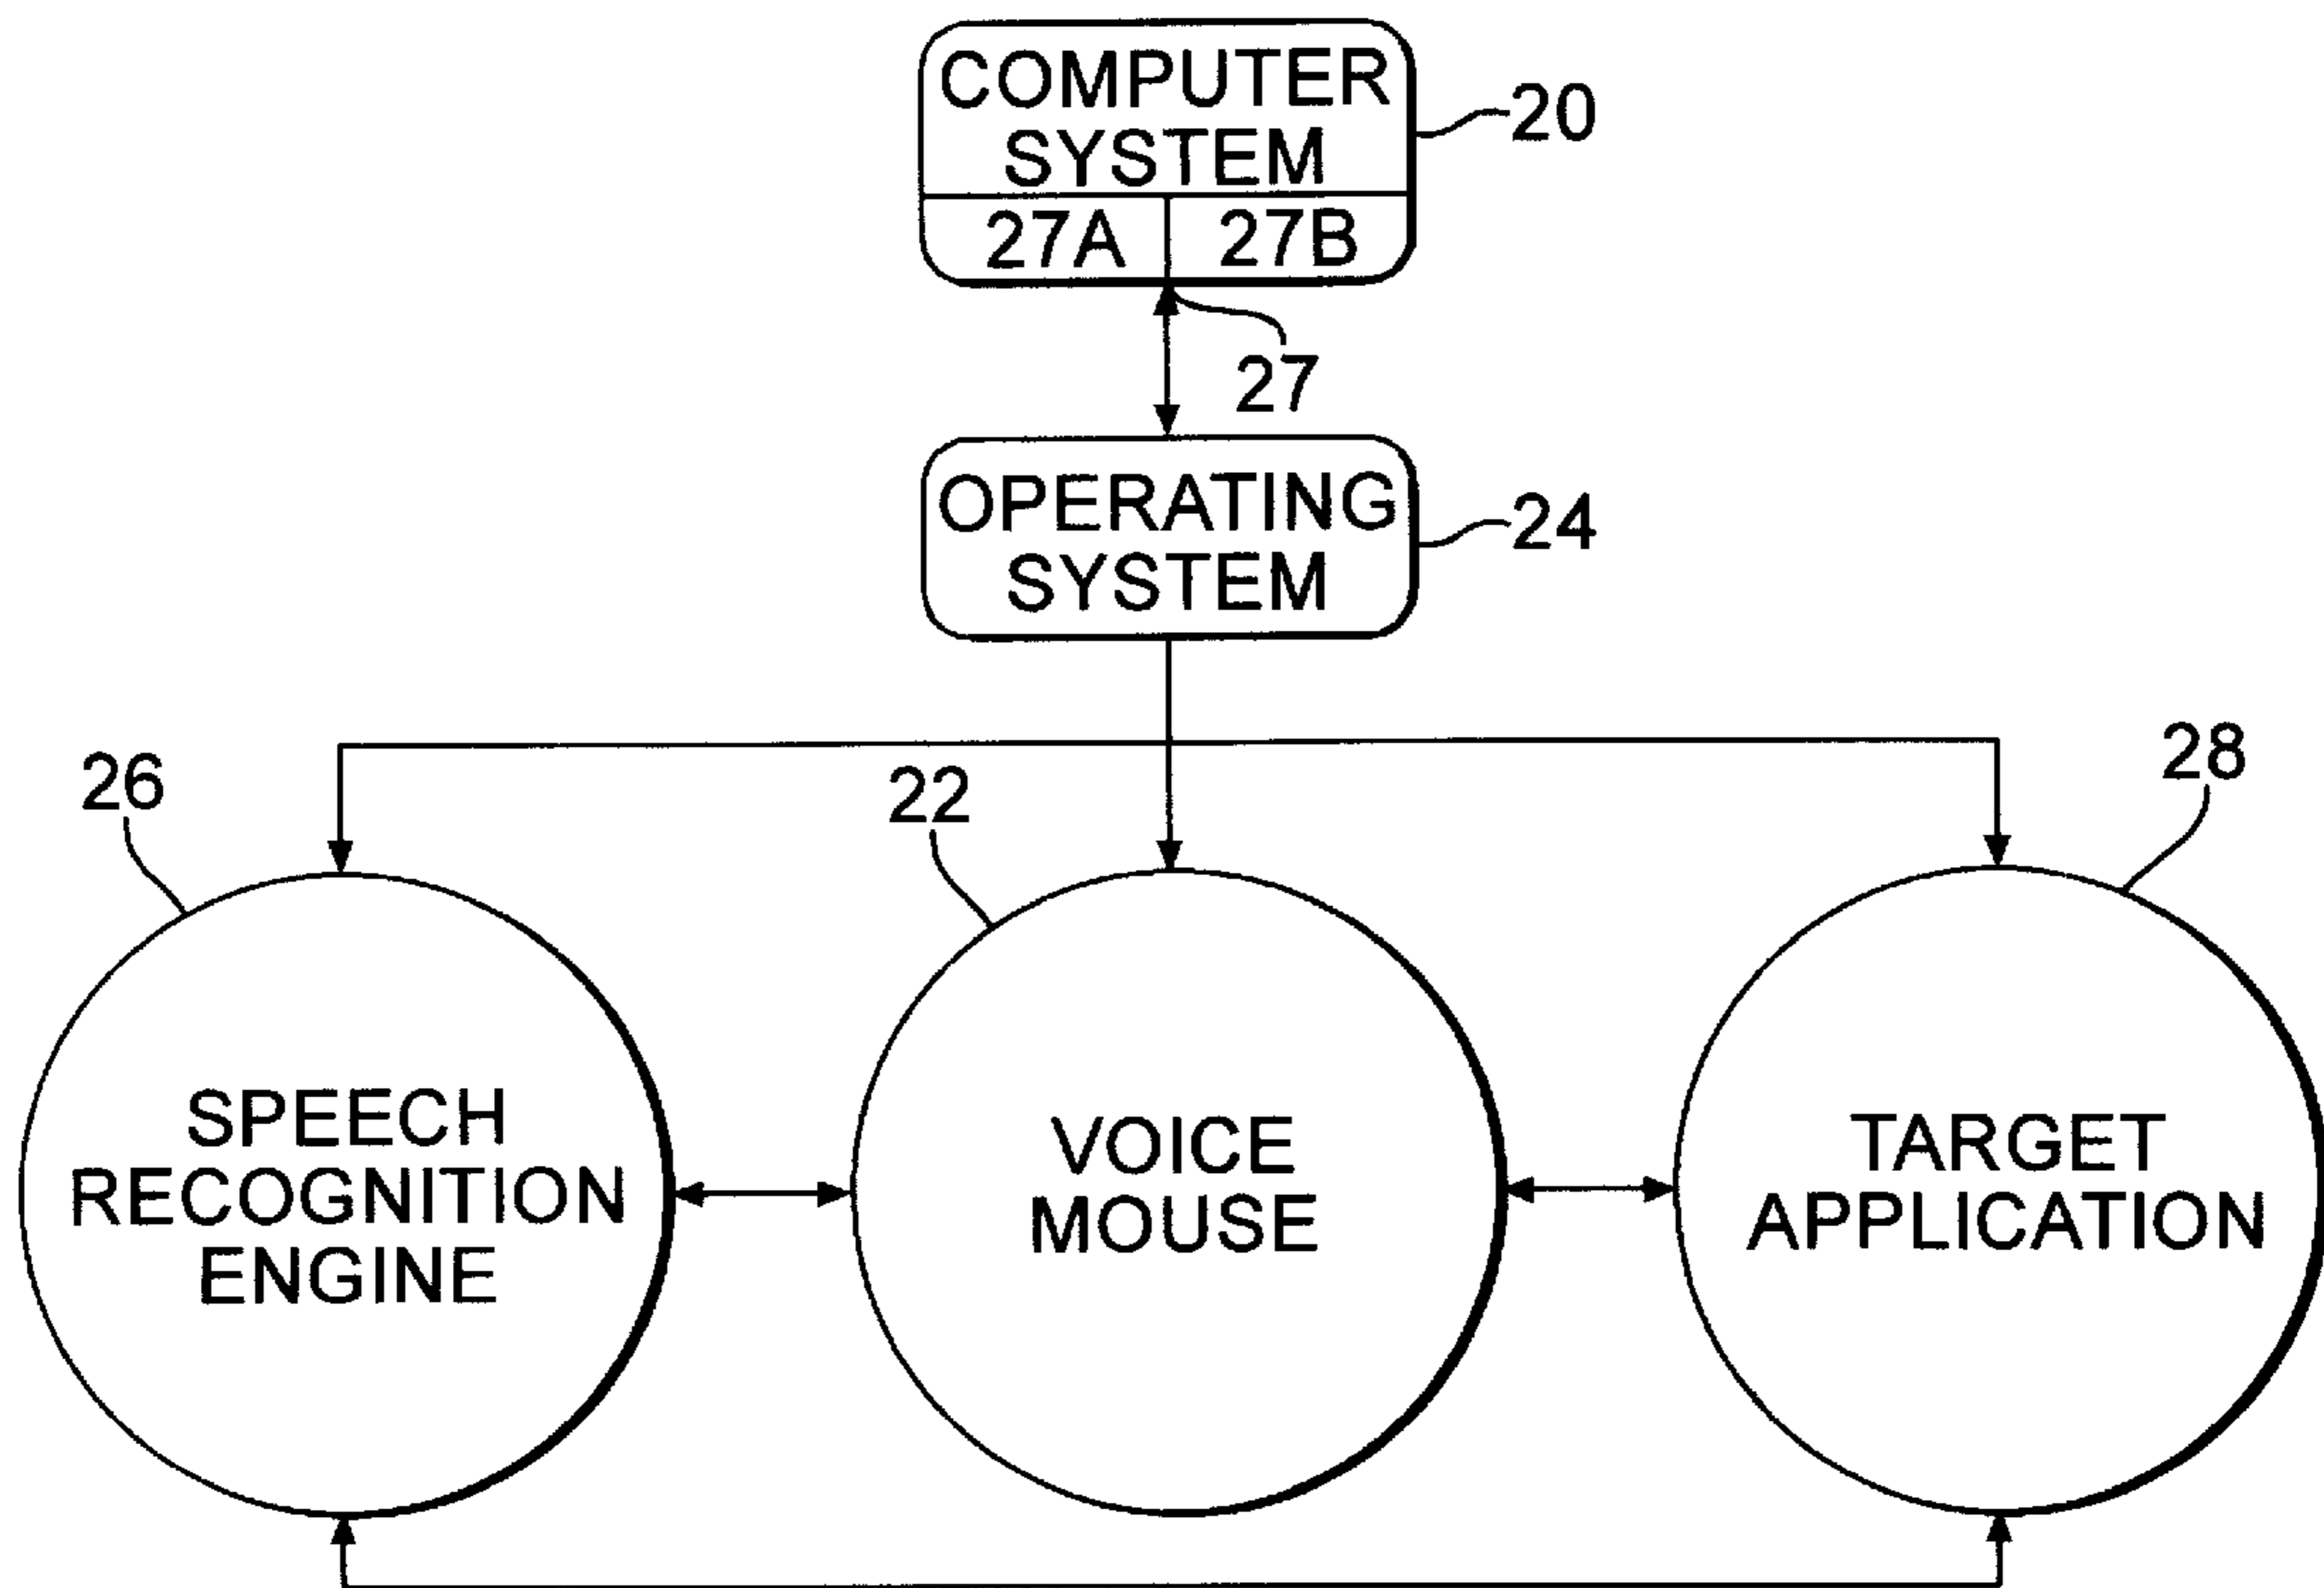 COMPUTER
SYSTEM
20
27A
27B
27
OPERATING
SYSTEM
24
26
22
28
SPEECH
RECOGNITION
ENGINE
VOICE
MOUSE
TARGET
APPLICATION